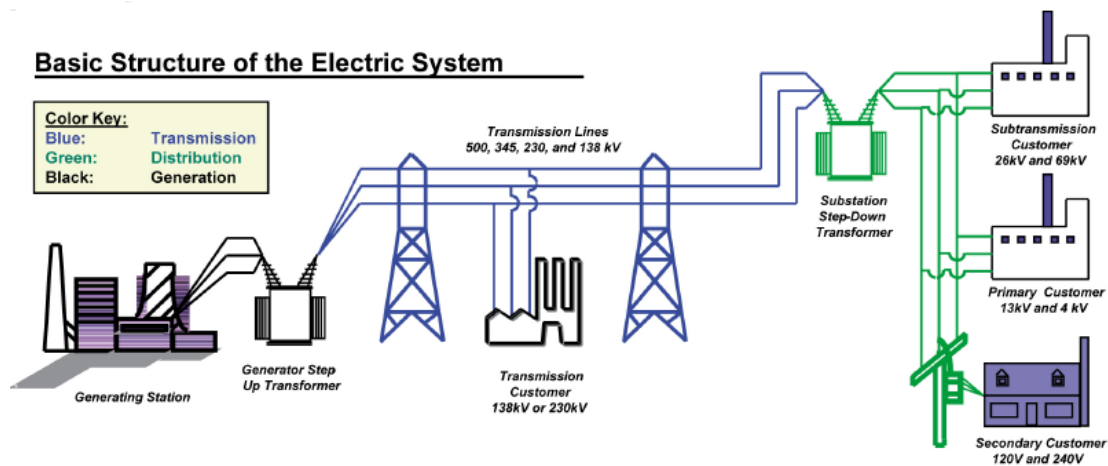 Basic Structure of the Electric System
Color Key:
Blue: Transmission
Green: Distribution
Black: Generation
Transmission Lines
500, 345, 230, and 138 kV
Substation
Step-Down
Transformer
Subtransmission
Customer
26kV and 69kV
Primary Customer
13kV and 4 kV
Generating Station
Generator Step
Up Transformer
Transmission
Customer
138kV or 230kV
Secondary Customer
120V and 240V